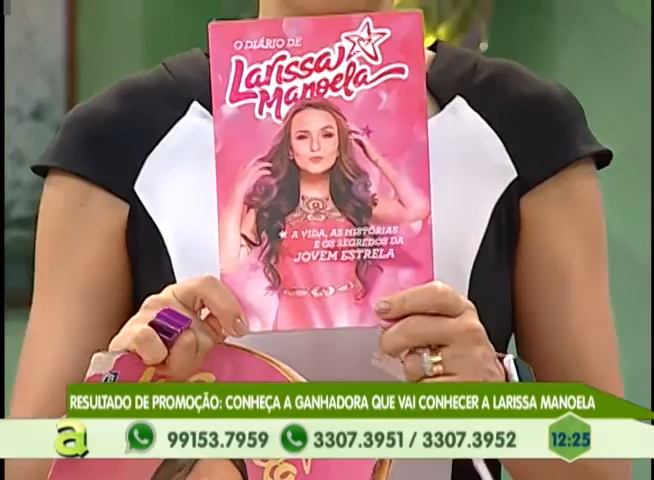 O DIÁRIO DE
Larissa
Manoela
A VIDA, AS HISTÓRIAS
E OS SEGREDOS DA
JOVEM ESTRELA
RESULTADO DE PROMOÇÃO: CONHEÇA A GANHADORA QUE VAI CONHECER A LARISSA MANOELA
a 99153.7959 3307.3951 / 3307.3952 12:25